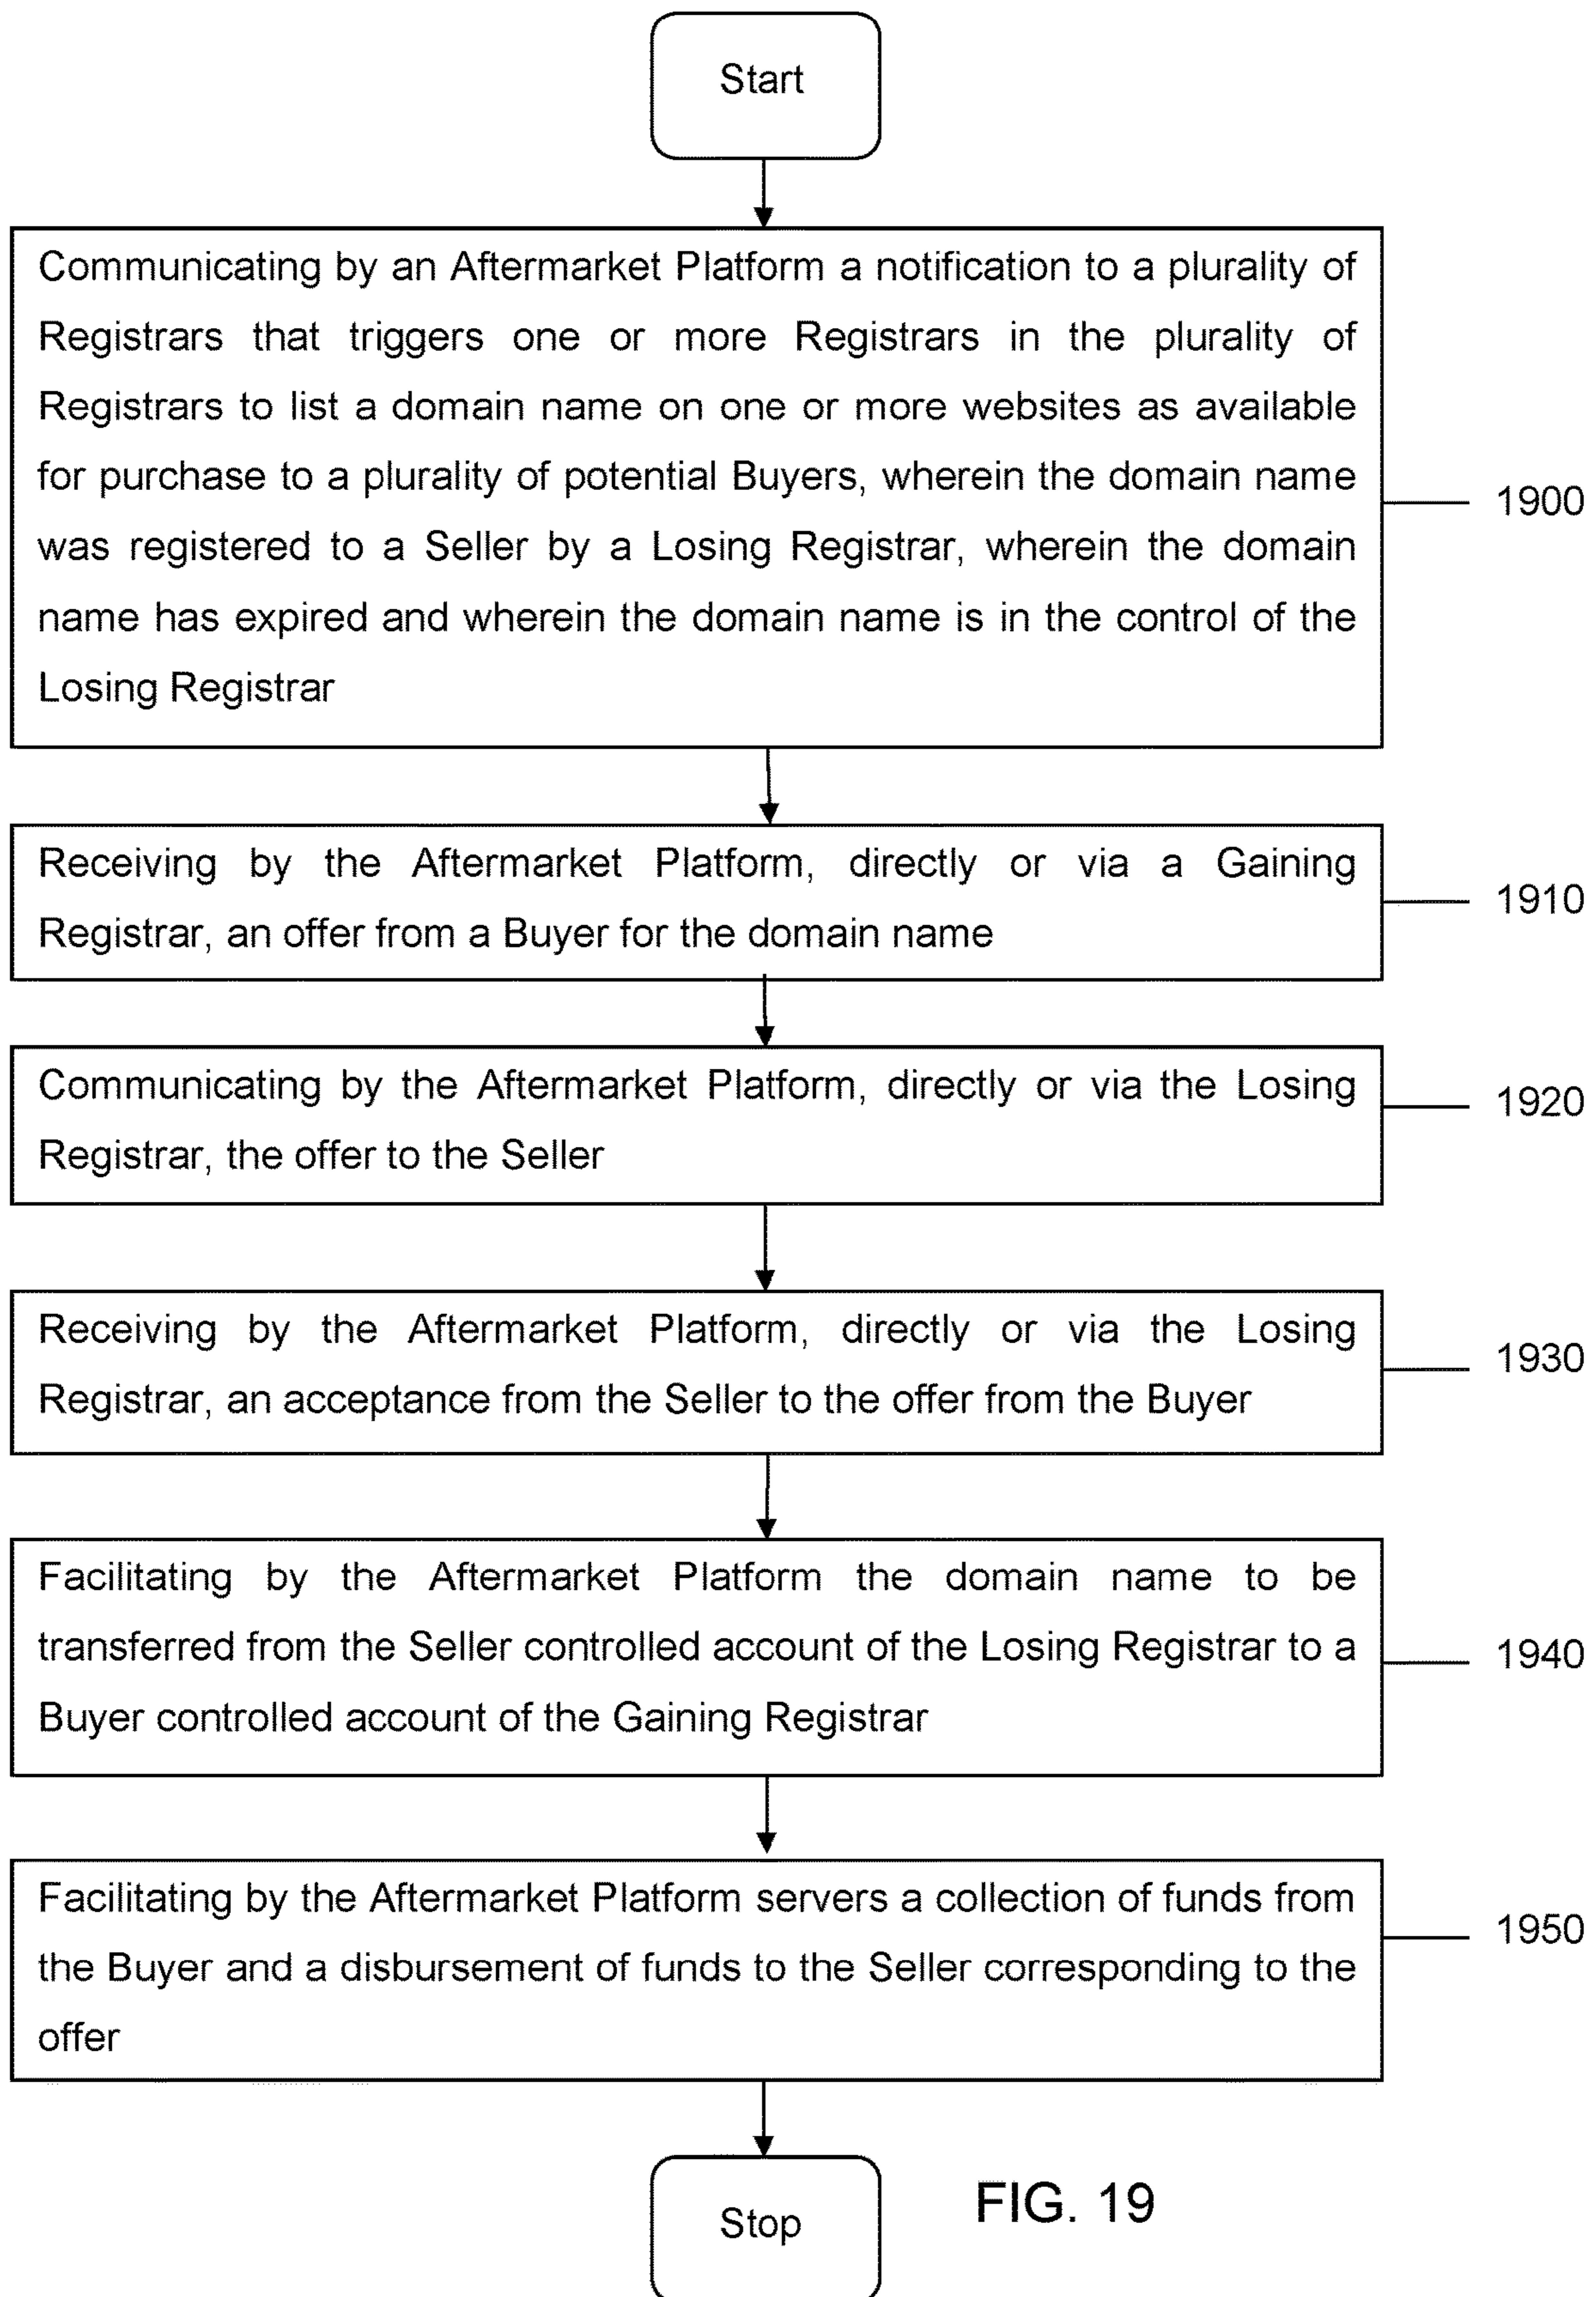 Start
Communicating by an Aftermarket Platform a notification to a plurality of
Registrars that triggers one or more Registrars in the plurality of
Registrars to list a domain name on one or more websites as available
for purchase to a plurality of potential Buyers, wherein the domain name
was registered to a Seller by a Losing Registrar, wherein the domain
name has expired and wherein the domain name is in the control of the
Losing Registrar
1900
Receiving by the Aftermarket Platform, directly or via a Gaining
Registrar, an offer from a Buyer for the domain name
1910
Communicating by the Aftermarket Platform, directly or via the Losing
Registrar, the offer to the Seller
1920
Receiving by the Aftermarket Platform, directly or via the Losing
Registrar, an acceptance from the Seller to the offer from the Buyer
1930
Facilitating by the Aftermarket Platform the domain name to be
transferred from the Seller controlled account of the Losing Registrar to a
Buyer controlled account of the Gaining Registrar
1940
Facilitating by the Aftermarket Platform servers a collection of funds from
the Buyer and a disbursement of funds to the Seller corresponding to the
offer
1950
Stop
FIG. 19